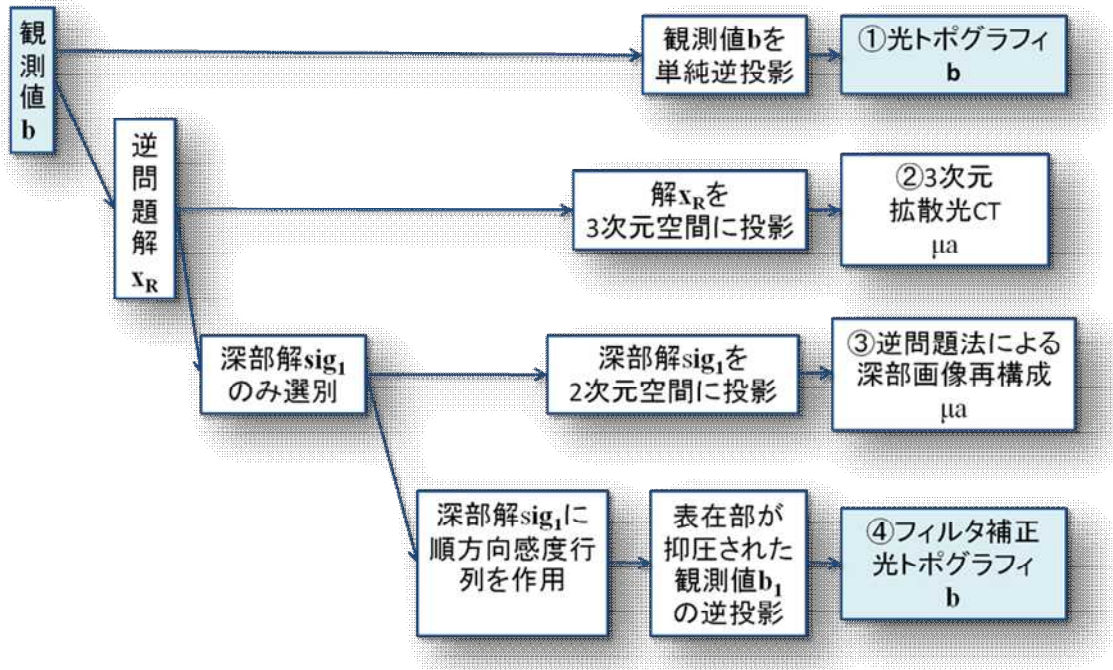 観
測
値
b
観測値bを
単純逆投影
①光トポグラフィ
b
逆
問
題
解
xR
解xRを
3次元空間に投影
②3次元
拡散光CT
μa
深部解sig1
のみ選別
深部解sig1を
2次元空間に投影
③逆問題法による
深部画像再構成
μa
深部解sig1に
順方向感度行
列を作用
表在部が
抑圧された
観測値b1
の逆投影
④フィルタ補正
光トポグラフィ
b